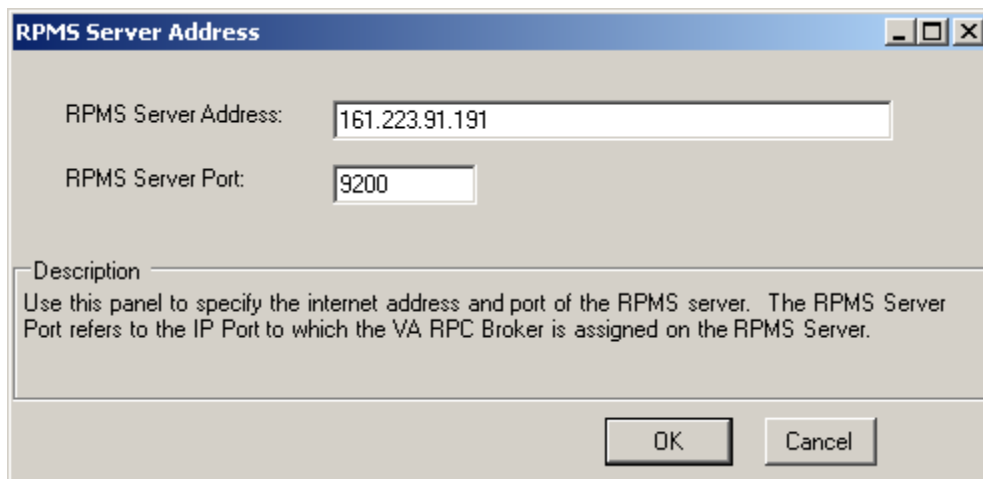 RPMS Server Address
RPMS Server Address: 161.223.91.191
RPMS Server Port: 9200
Description
Use this panel to specify the internet address and port of the RPMS server.  The RPMS Server
Port refers to the IP Port to which the VA RPC Broker is assigned on the RPMS Server.
OK Cancel